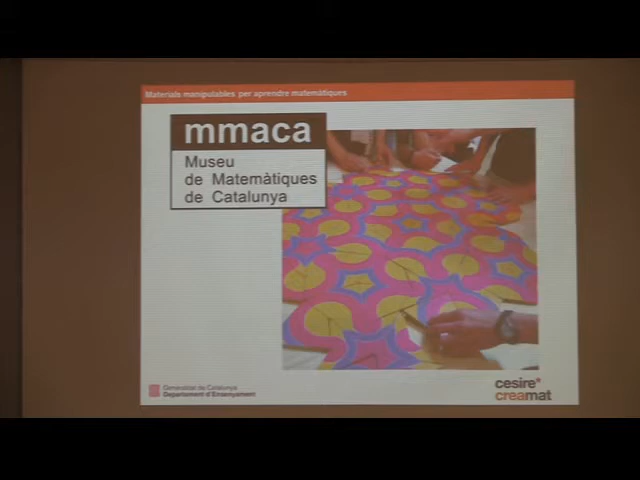 Materials manipulables per aprendre matemàtiques
mmaca
Museu
de Matemàtiques
de Catalunya
Generalitat de Catalunya
Departament d'Ensenyament
cesire*
creamat